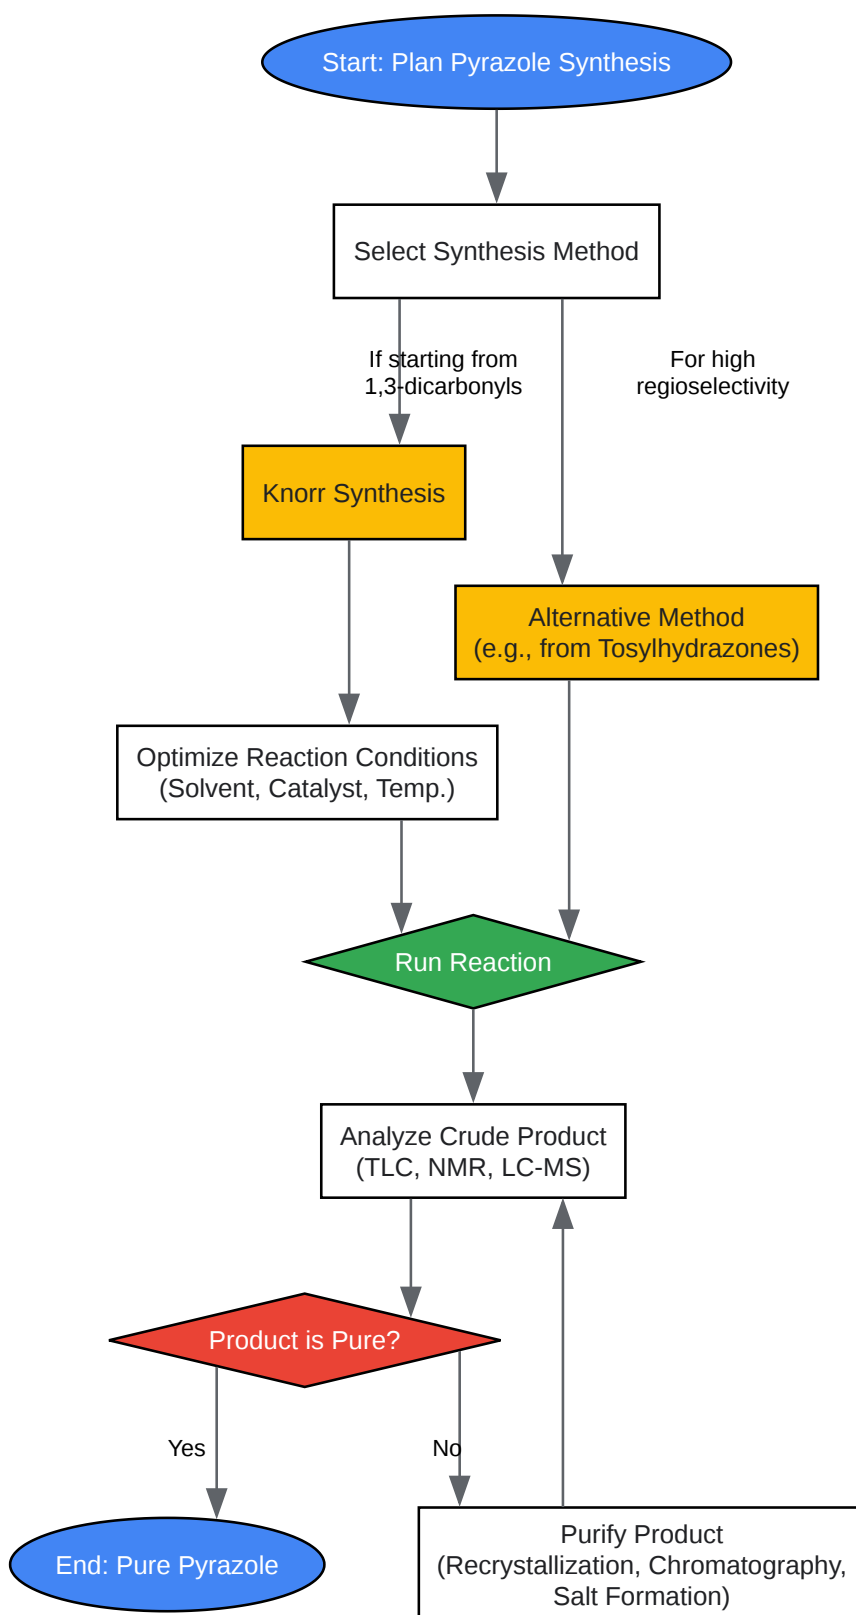 Start: Plan Pyrazole Synthesis
Select Synthesis Method
If starting from
1,3-dicarbonyls
For high
regioselectivity
Knorr Synthesis
Alternative Method
(e.g., from Tosylhydrazones)
Optimize Reaction Conditions
(Solvent, Catalyst, Temp.)
Run Reaction
Analyze Crude Product
(TLC, NMR, LC-MS)
Product is Pure?
Yes
No
End: Pure Pyrazole
Purify Product
(Recrystallization, Chromatography,
Salt Formation)